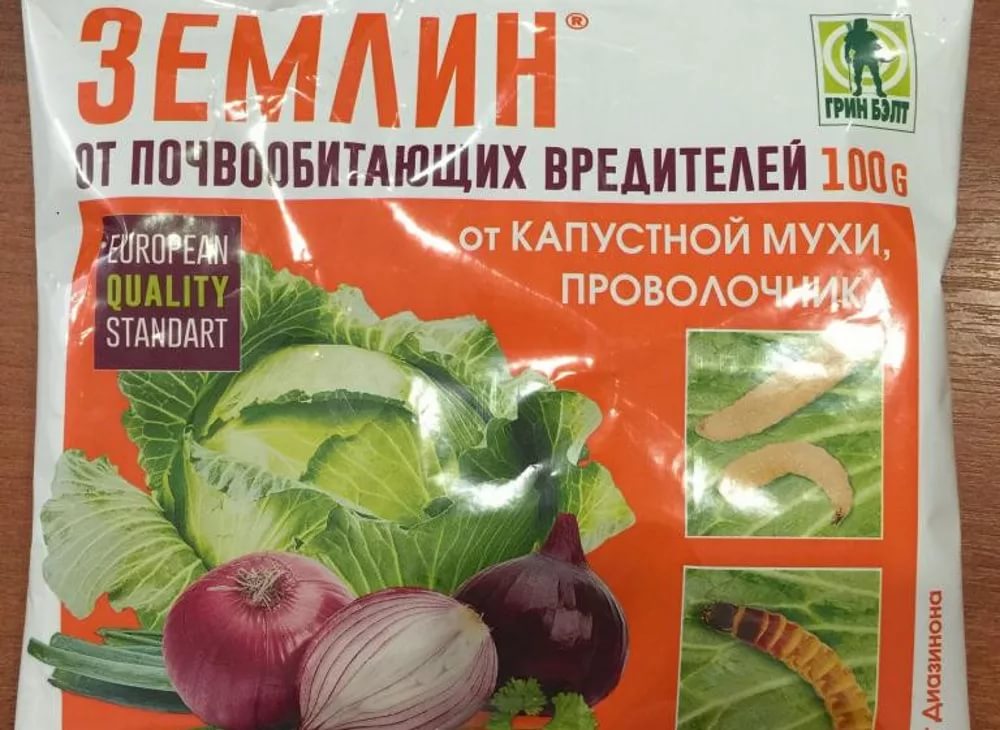 ЗЕМЛИН®
ГРИН БЭЛТ
ОТ ПОЧВООБИТАЮЩИХ ВРЕДИТЕЛЕЙ 100G
EUROPEAN
QUALITY
STANDART
от КАПУСТНОЙ МУХИ,
ПРОВОЛОЧНИКА
Диазинона